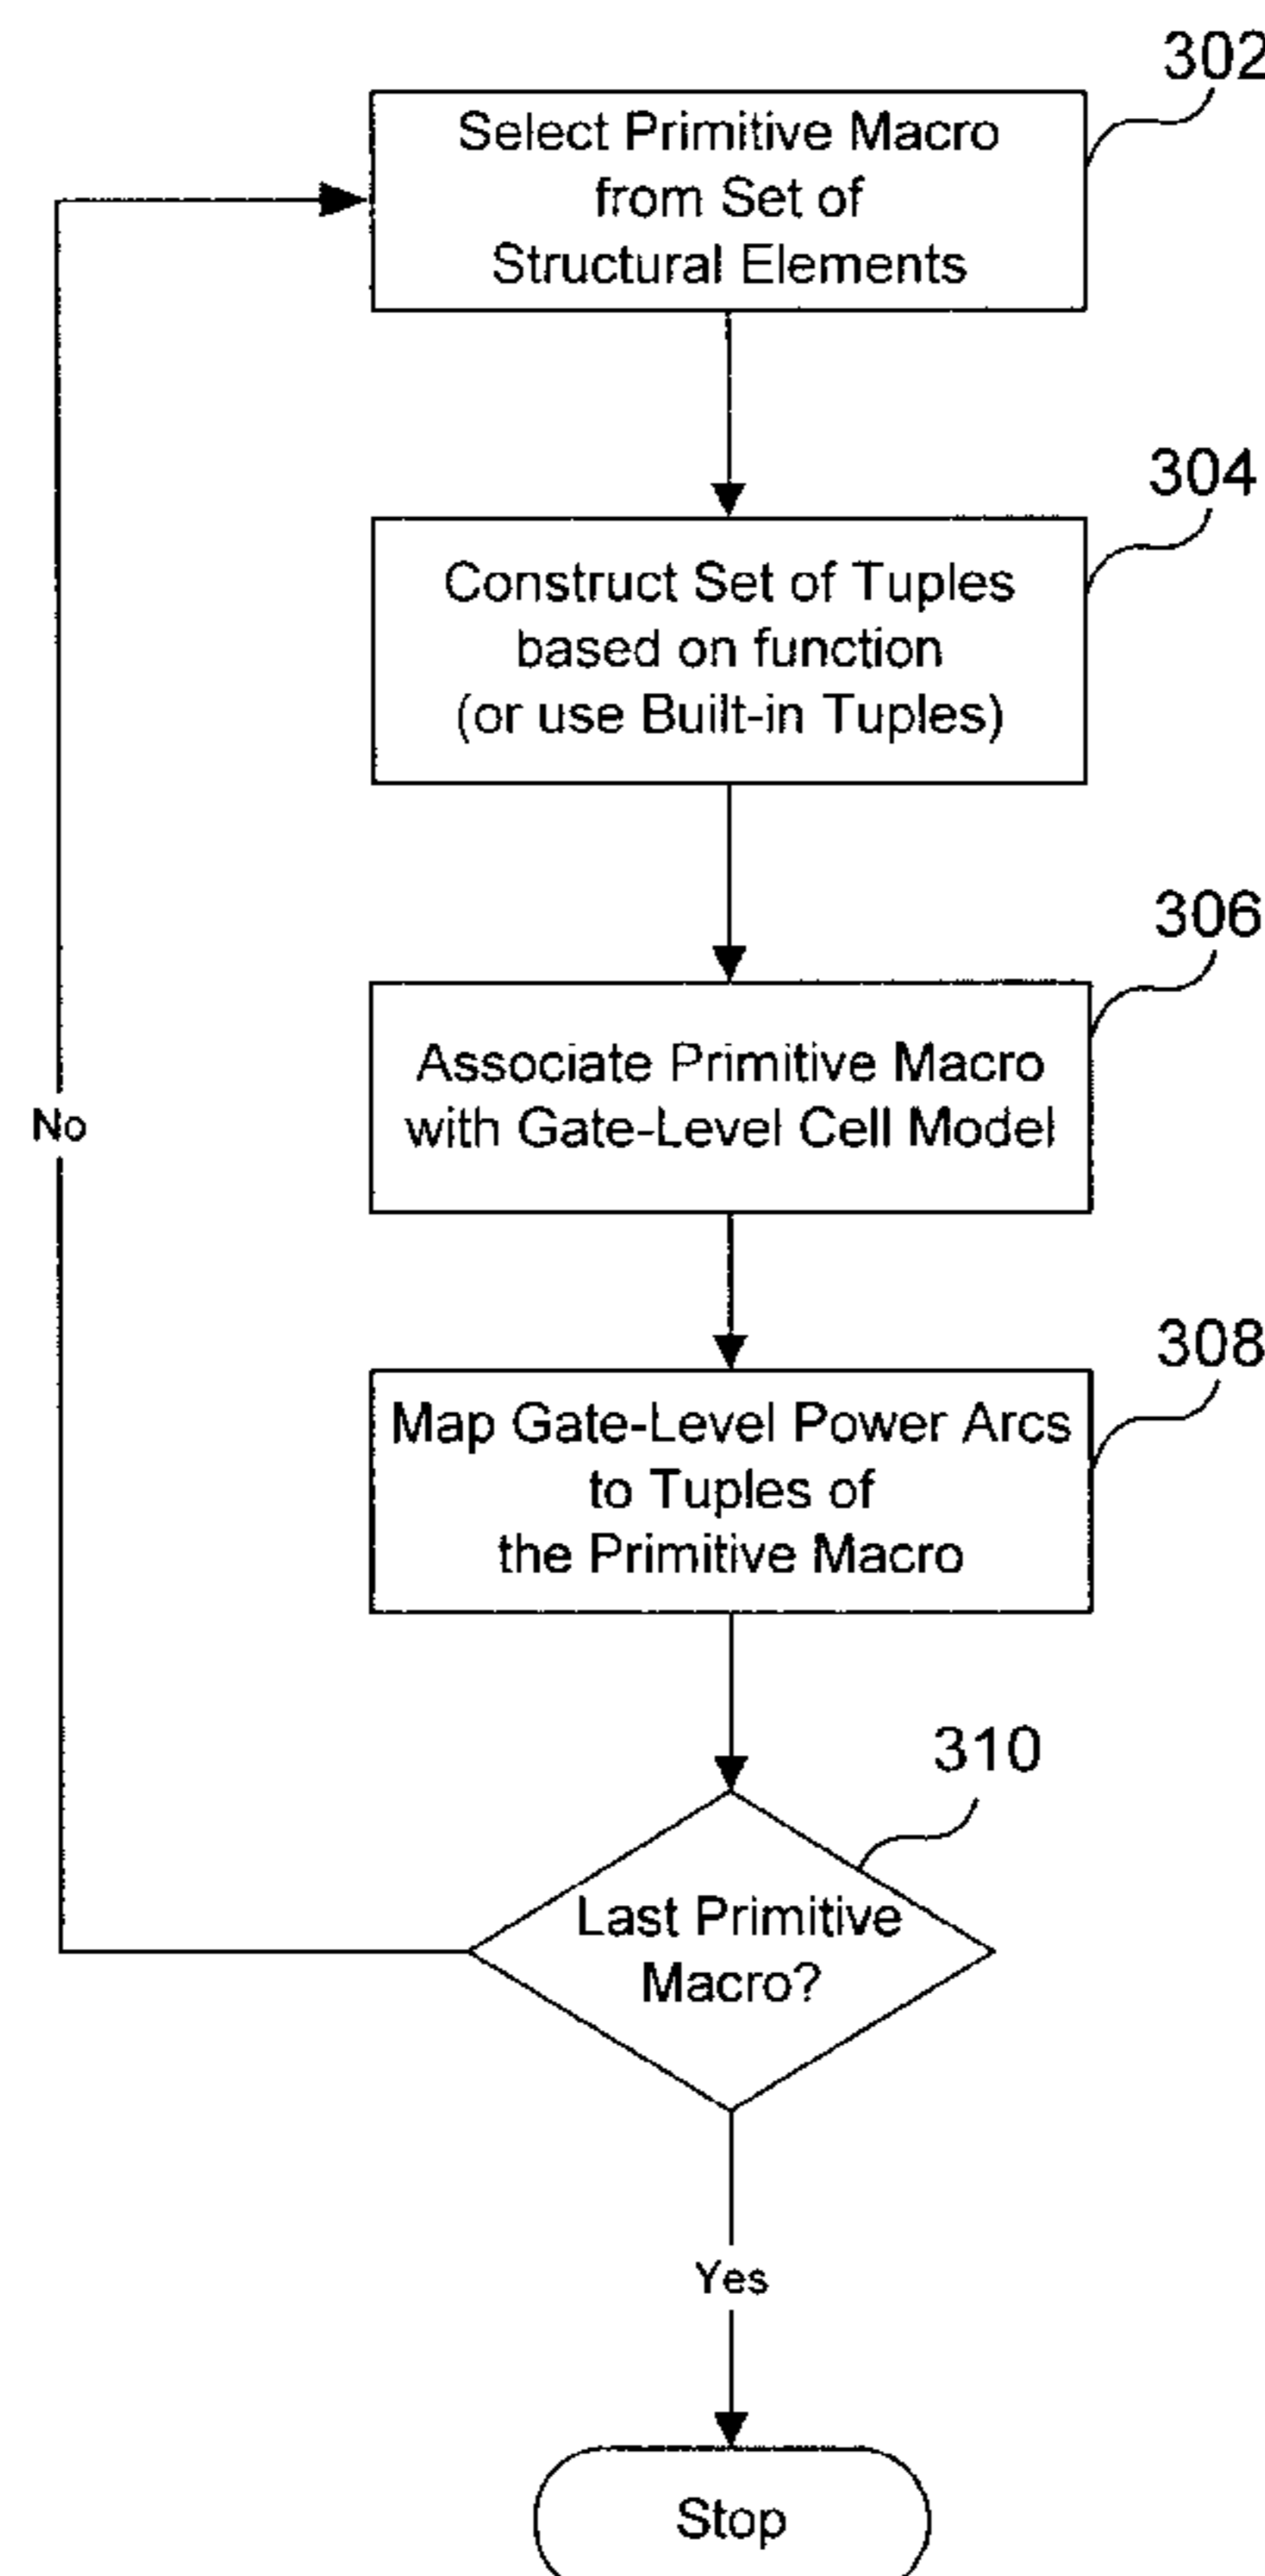 302
Select Primitive Macro
from Set of
Structural Elements
304
Construct Set of Tuples
based on function
(or use Built-in Tuples)
306
Associate Primitive Macro
with Gate-Level Cell Model
No
308
Map Gate-Level Power Arcs
to Tuples of
the Primitive Macro
310
Last Primitive
Macro?
Yes
Stop